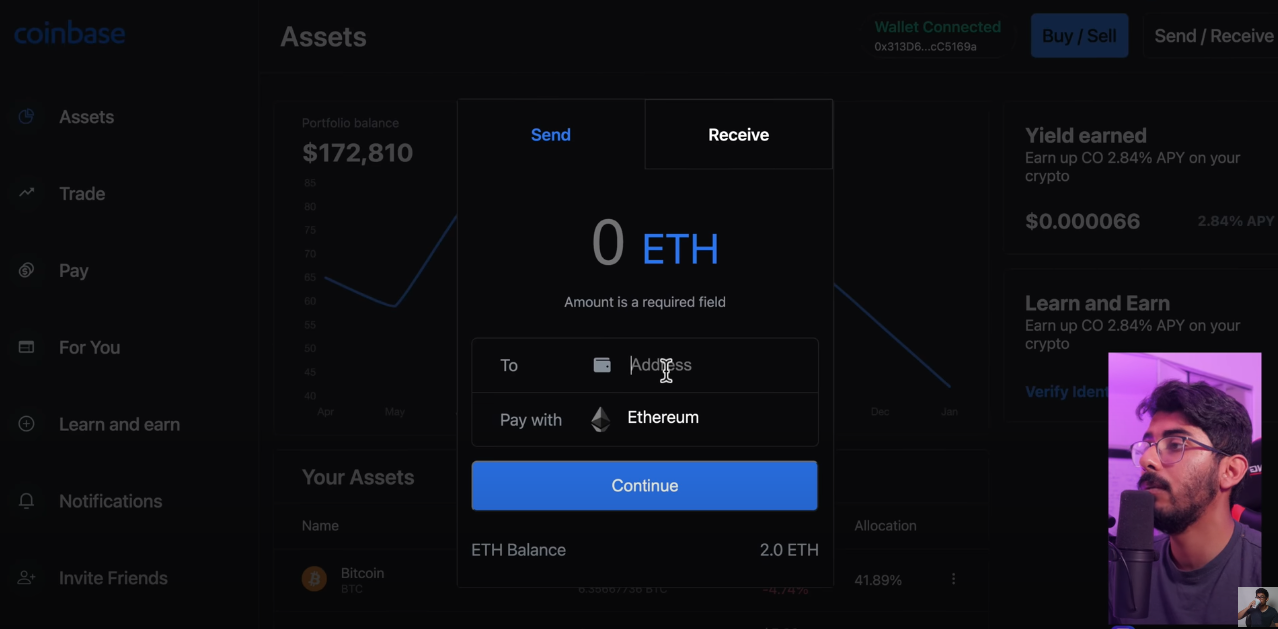 coinbase
Assets
Trade
Pay
For You
Learn and earn
Notifications
Invite Friends
Assets
Wallet Connected
0x313D6...cC5169a
Buy / Sell
Send / Receive
Portfolio balance
$172,810
85
80
75
70
65
60
55
50
45
40
Apr
May
Dec
Jan
Send
Receive
0 ETH
Amount is a required field
To
Address
Pay with
Ethereum
Continue
ETH Balance
2.0 ETH
Yield earned
Earn up CO 2.84% APY on your
crypto
$0.000066
2.84% APY
Learn and Earn
Earn up CO 2.84% APY on your
crypto
Verify
Your Assets
Name
Allocation
Bitcoin
BTC
-4.74%
41.89%